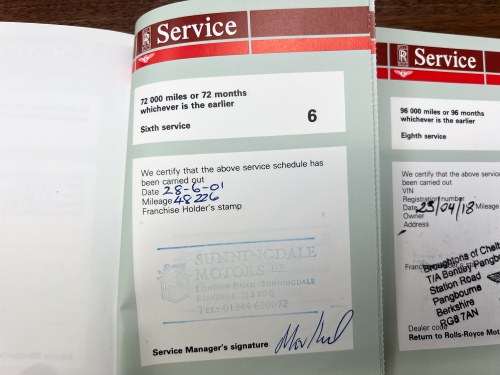 Service
72 000 miles or 72 months
whichever is the earlier
Sixth service
6
We certify that the above service schedule has
been carried out
Date 28-6-01
Mileage 48226
Franchise Holder's stamp
SUNNINGDALE
MOTORS LTD
LONDON ROAD SUNNINGDALE
TEL: 01344 630072
Service Manager's signature
Service
96 000 miles or 96 months
whichever is the earlier
Eighth service
We certify that the above servic
been carried out
VIN
Registration number
Date 23/04/18 Mileage
Owner
Address
Broughtons of Chelt
T/A Bentley Pangbo
Station Road
Pangbourne
Berkshire
RG8 7AN
Dealer code
Return to Rolls-Royce Mot